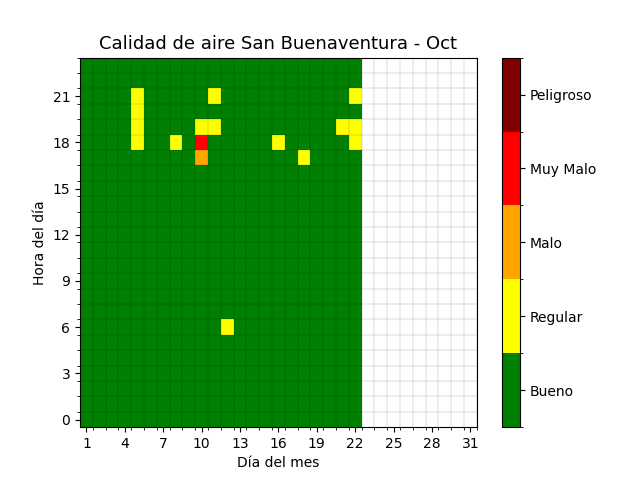 Calidad de aire San Buenaventura - Oct
Hora del día
21
18
15
12
9
6
3
0
1 4 7 10 13 16 19 22 25 28 31
Día del mes
Peligroso
Muy Malo
Malo
Regular
Bueno